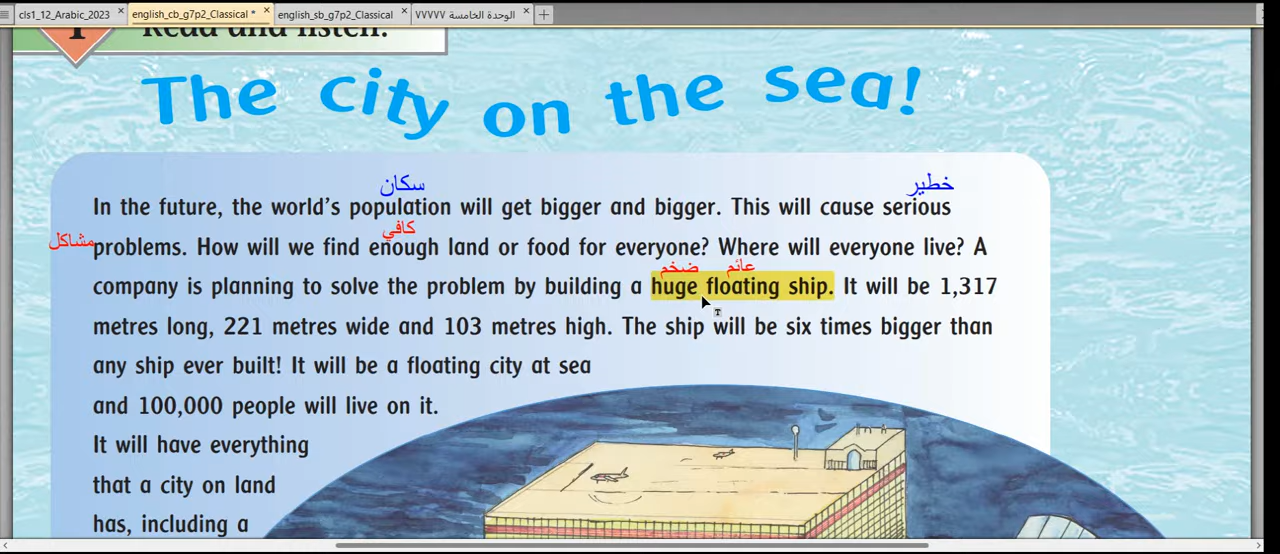 cls1_12_Arabic_2023 × english_cb_g7p2_Classical * × english_sb_g7p2_Classical × الوحدة الخامسة ٧٧٧٧٧ ×
Read and listen.
The city on the sea!
سكان خطير
In the future, the world's population will get bigger and bigger. This will cause serious
كافي
مشاكل
problems. How will we find enough land or food for everyone? Where will everyone live? A
ضخم عائم
company is planning to solve the problem by building a huge floating ship. It will be 1,317
metres long, 221 metres wide and 103 metres high. The ship will be six times bigger than
any ship ever built! It will be a floating city at sea
and 100,000 people will live on it.
It will have everything
that a city on land
has, including a